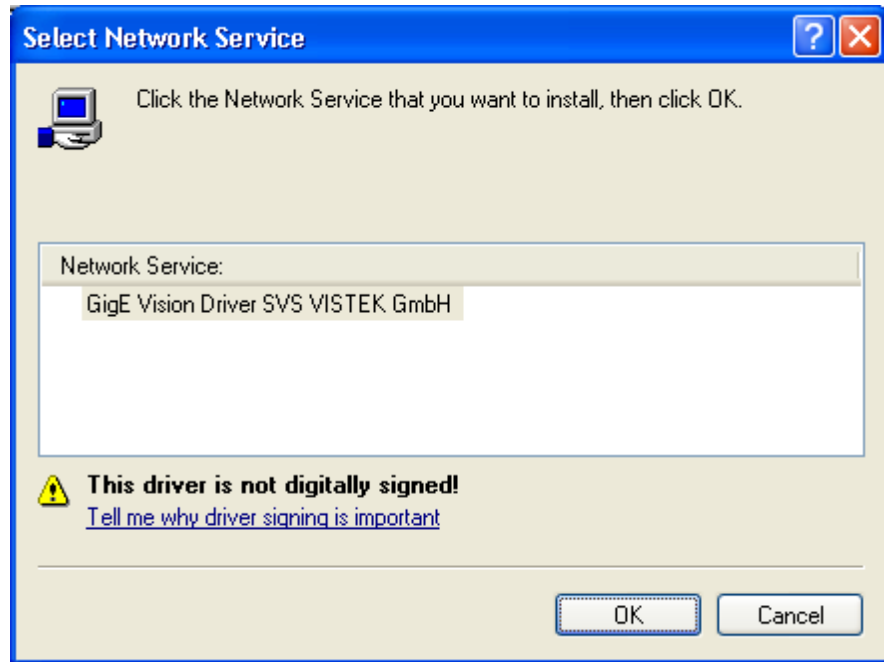 Select Network Service
Click the Network Service that you want to install, then click OK.
Network Service:
GigE Vision Driver SVS VISTEK GmbH
This driver is not digitally signed!
Tell me why driver signing is important
OK
Cancel